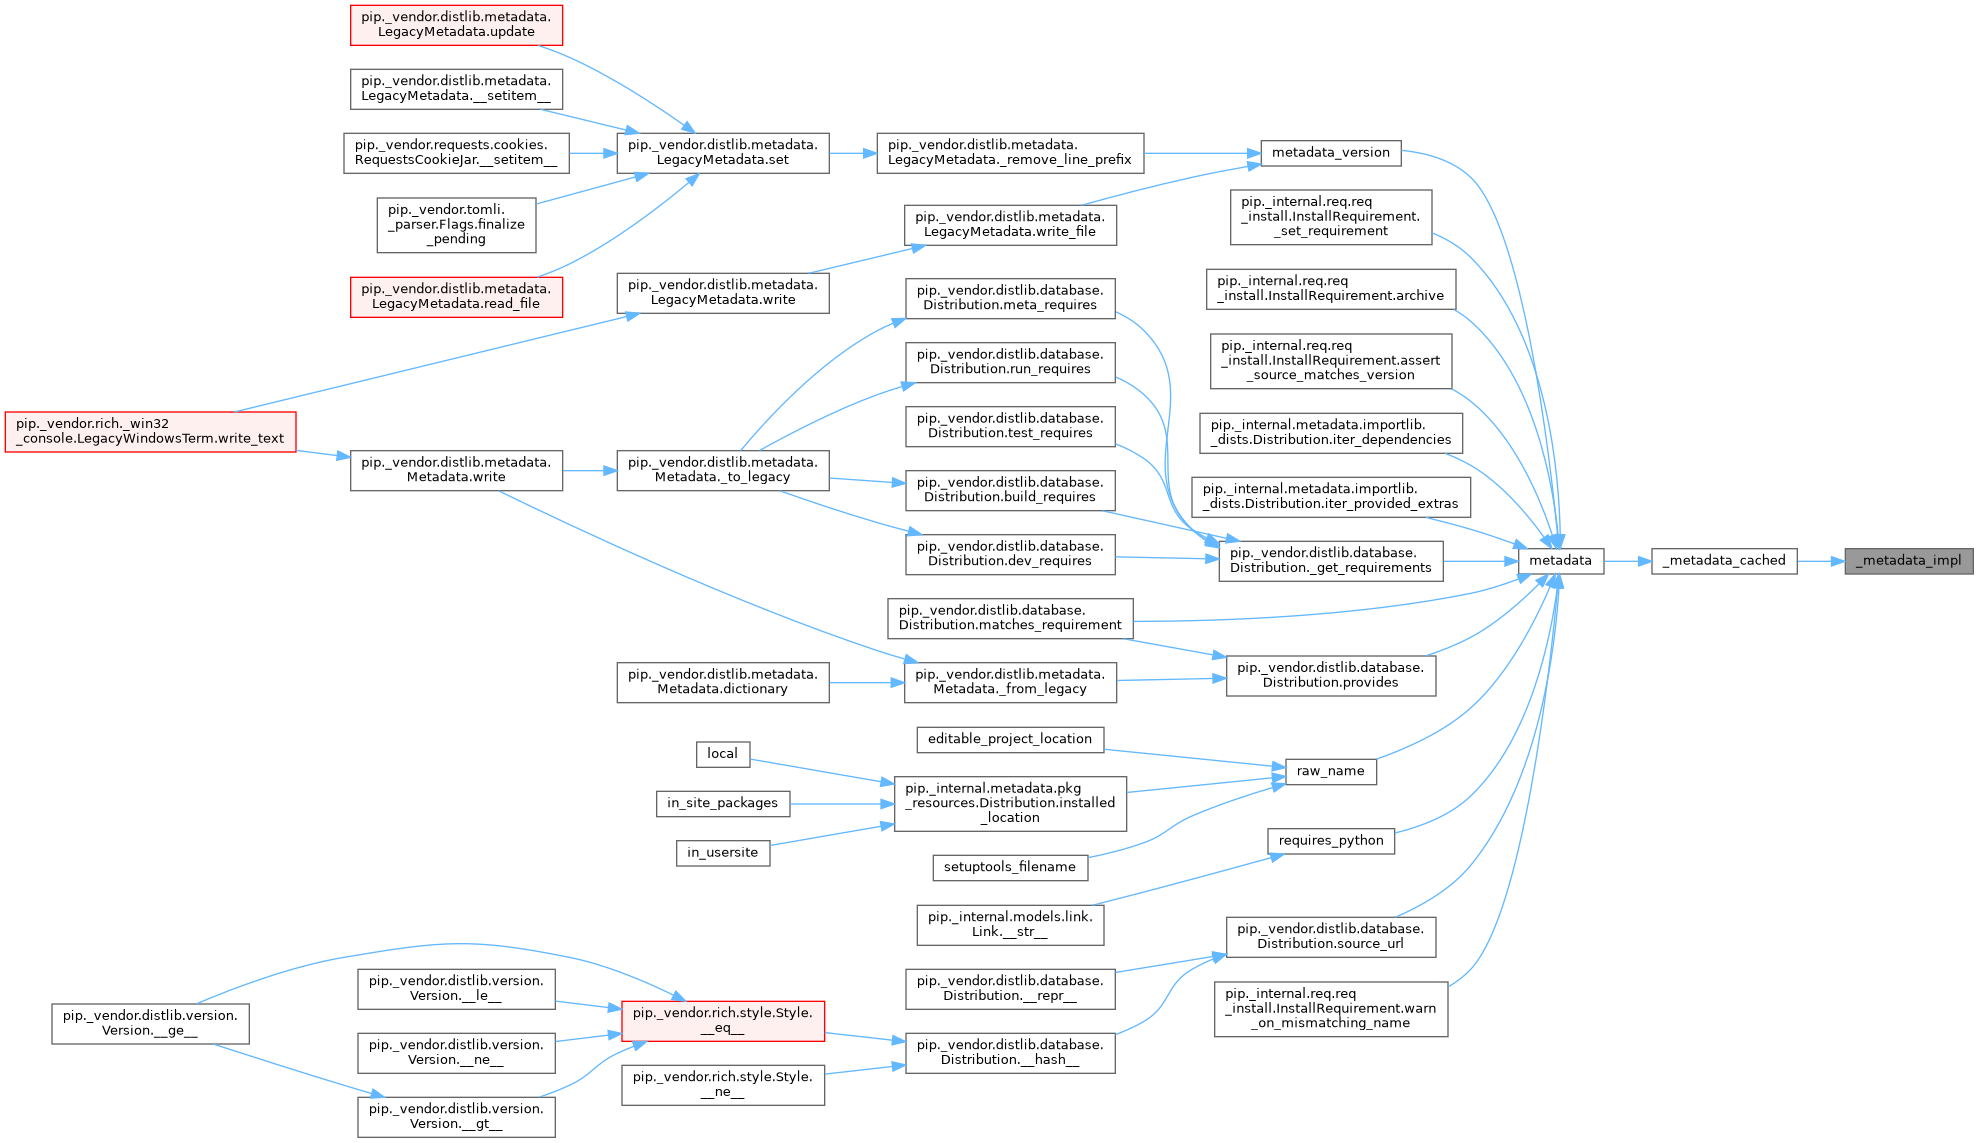 pip._vendor.distlib.metadata.
LegacyMetadata.update
pip._vendor.distlib.metadata.
LegacyMetadata.__setitem__
pip._vendor.requests.cookies.
RequestsCookieJar.__setitem__
pip._vendor.tomli.
_parser.Flags.finalize
_pending
pip._vendor.distlib.metadata.
LegacyMetadata.read_file
pip._vendor.rich._win32
_console.LegacyWindowsTerm.write_text
pip._vendor.distlib.metadata.
Metadata.write
pip._vendor.distlib.metadata.
LegacyMetadata.set
pip._vendor.distlib.metadata.
LegacyMetadata.write
pip._vendor.distlib.metadata.
Metadata._to_legacy
pip._vendor.distlib.metadata.
Metadata.dictionary
local
in_site_packages
in_usersite
pip._vendor.distlib.version.
Version.__ge__
pip._vendor.distlib.version.
Version.__le__
pip._vendor.distlib.version.
Version.__ne__
pip._vendor.distlib.version.
Version.__gt__
pip._vendor.rich.style.Style.
__eq__
pip._vendor.rich.style.Style.
__ne__
pip._vendor.distlib.metadata.
LegacyMetadata._remove_line_prefix
pip._vendor.distlib.metadata.
LegacyMetadata.write_file
pip._vendor.distlib.database.
Distribution.meta_requires
pip._vendor.distlib.database.
Distribution.run_requires
pip._vendor.distlib.database.
Distribution.test_requires
pip._vendor.distlib.database.
Distribution.build_requires
pip._vendor.distlib.database.
Distribution.dev_requires
pip._vendor.distlib.database.
Distribution.matches_requirement
pip._vendor.distlib.metadata.
Metadata._from_legacy
editable_project_location
pip._internal.metadata.pkg
_resources.Distribution.installed
_location
setuptools_filename
pip._internal.models.link.
Link.__str__
pip._vendor.distlib.database.
Distribution.__repr__
pip._vendor.distlib.database.
Distribution.__hash__
metadata_version
pip._internal.req.req
_install.InstallRequirement.
_set_requirement
pip._internal.req.req
_install.InstallRequirement.archive
pip._internal.req.req
_install.InstallRequirement.assert
_source_matches_version
pip._internal.metadata.importlib.
_dists.Distribution.iter_dependencies
pip._internal.metadata.importlib.
_dists.Distribution.iter_provided_extras
pip._vendor.distlib.database.
Distribution._get_requirements
pip._vendor.distlib.database.
Distribution.provides
raw_name
requires_python
pip._vendor.distlib.database.
Distribution.source_url
pip._internal.req.req
_install.InstallRequirement.warn
_on_mismatching_name
metadata
_metadata_cached
_metadata_impl